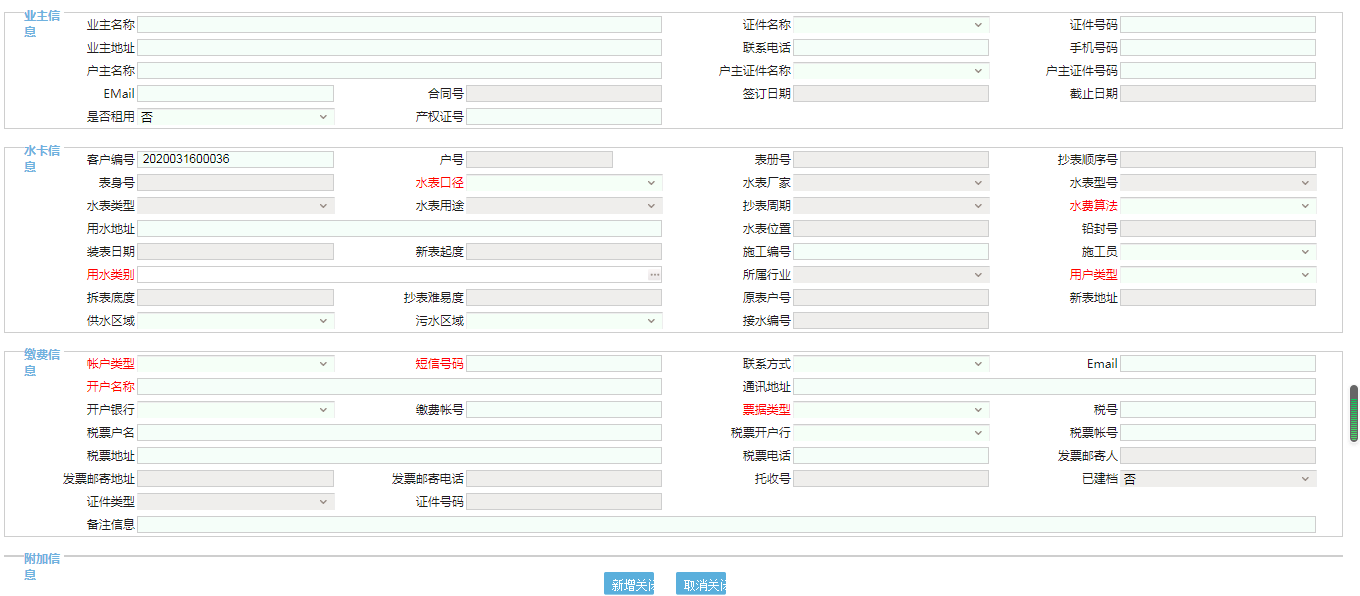 业主信息
业主名称 证件名称 证件号码
业主地址 联系电话 手机号码
户主名称 户主证件名称 户主证件号码
EMail 合同号 签订日期 截止日期
是否租用 否 产权证号
水卡信息
客户编号 2020031600036 户号 表册号 抄表顺序号
表身号 水表口径 水表厂家 水表型号
水表类型 水表用途 抄表周期 水费算法
用水地址 水表位置 铅封号
装表日期 新表起度 施工编号 施工员
用水类别 ... 所属行业 用户类型
拆表底度 抄表难易度 原表户号 新表地址
供水区域 污水区域 接水编号
缴费信息
帐户类型 短信号码 联系方式 Email
开户名称 通讯地址
开户银行 缴费帐号 票据类型 税号
税票户名 税票开户行 税票帐号
税票地址 税票电话 发票邮寄人
发票邮寄地址 发票邮寄电话 托收号 已建档 否
证件类型 证件号码
备注信息
附加信息
新增关闭 取消关闭